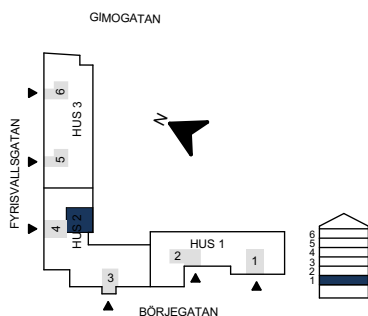 GIMOGATAN
N
FYRISVALLSGATAN
6
HUS 3
5
4
HUS 2
HUS 1
2
1
3
BÖRJEGATAN
6
5
4
3
2
1